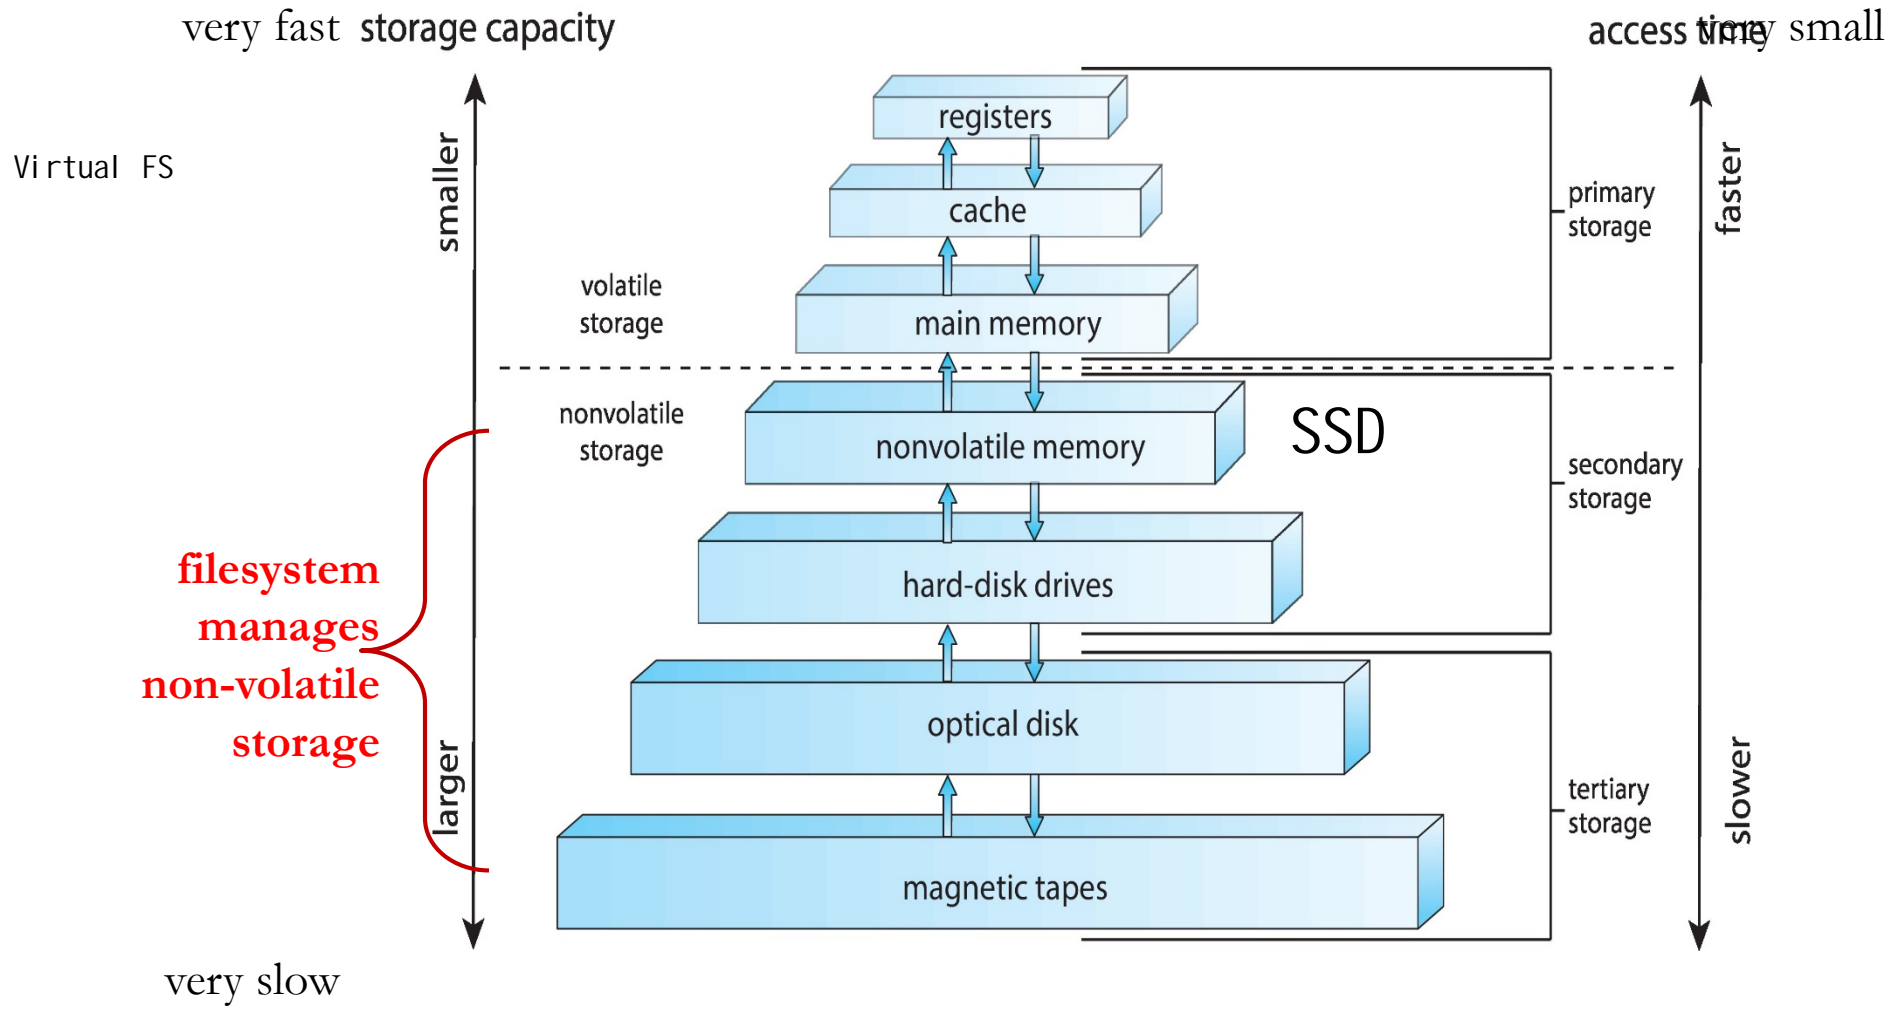 very fast storage capacity
access time very small
registers
smaller
faster
Virtual FS
cache
primary
storage
volatile
storage
main memory
nonvolatile
storage
nonvolatile memory
SSD
secondary
storage
filesystem
manages
non-volatile
storage
hard-disk drives
optical disk
larger
slower
tertiary
storage
magnetic tapes
very slow